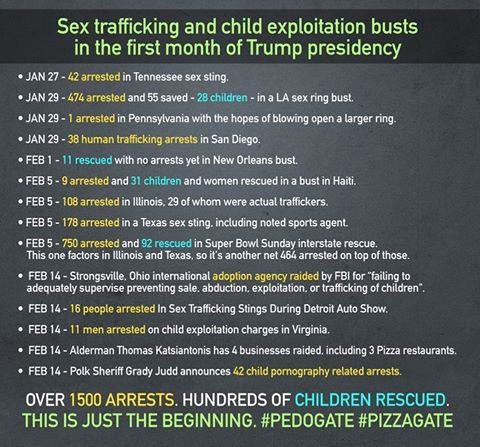 Sex trafficking and child exploitation busts
in the first month of Trump presidency
• JAN 27 - 42 arrested in Tennessee sex sting.
• JAN 29 - 474 arrested and 55 saved - 28 children - in a LA sex ring bust.
• JAN 29 - 1 arrested in Pennsylvania with the hopes of blowing open a larger ring.
• JAN 29 - 38 human trafficking arrests in San Diego.
• FEB 1 - 11 rescued with no arrests yet in New Orleans bust.
• FEB 5 - 9 arrested and 31 children and women rescued in a bust in Haiti.
• FEB 5 - 108 arrested in Illinois, 29 of whom were actual traffickers.
• FEB 5 - 178 arrested in a Texas sex sting, including noted sports agent.
• FEB 5 - 750 arrested and 92 rescued in Super Bowl Sunday interstate rescue.
This one factors in Illinois and Texas, so it's another net 464 arrested on top of those.
• FEB 14 - Strongsville, Ohio international adoption agency raided by FBI for "failing to
adequately supervise preventing sale, abduction, exploitation, or trafficking of children".
• FEB 14 - 16 people arrested In Sex Trafficking Stings During Detroit Auto Show.
• FEB 14 - 11 men arrested on child exploitation charges in Virginia.
• FEB 14 - Alderman Thomas Katsiantonis has 4 businesses raided, including 3 Pizza restaurants.
• FEB 14 - Polk Sheriff Grady Judd announces 42 child pornography related arrests.
OVER 1500 ARRESTS. HUNDREDS OF CHILDREN RESCUED.
THIS IS JUST THE BEGINNING. #PEDOGATE #PIZZAGATE